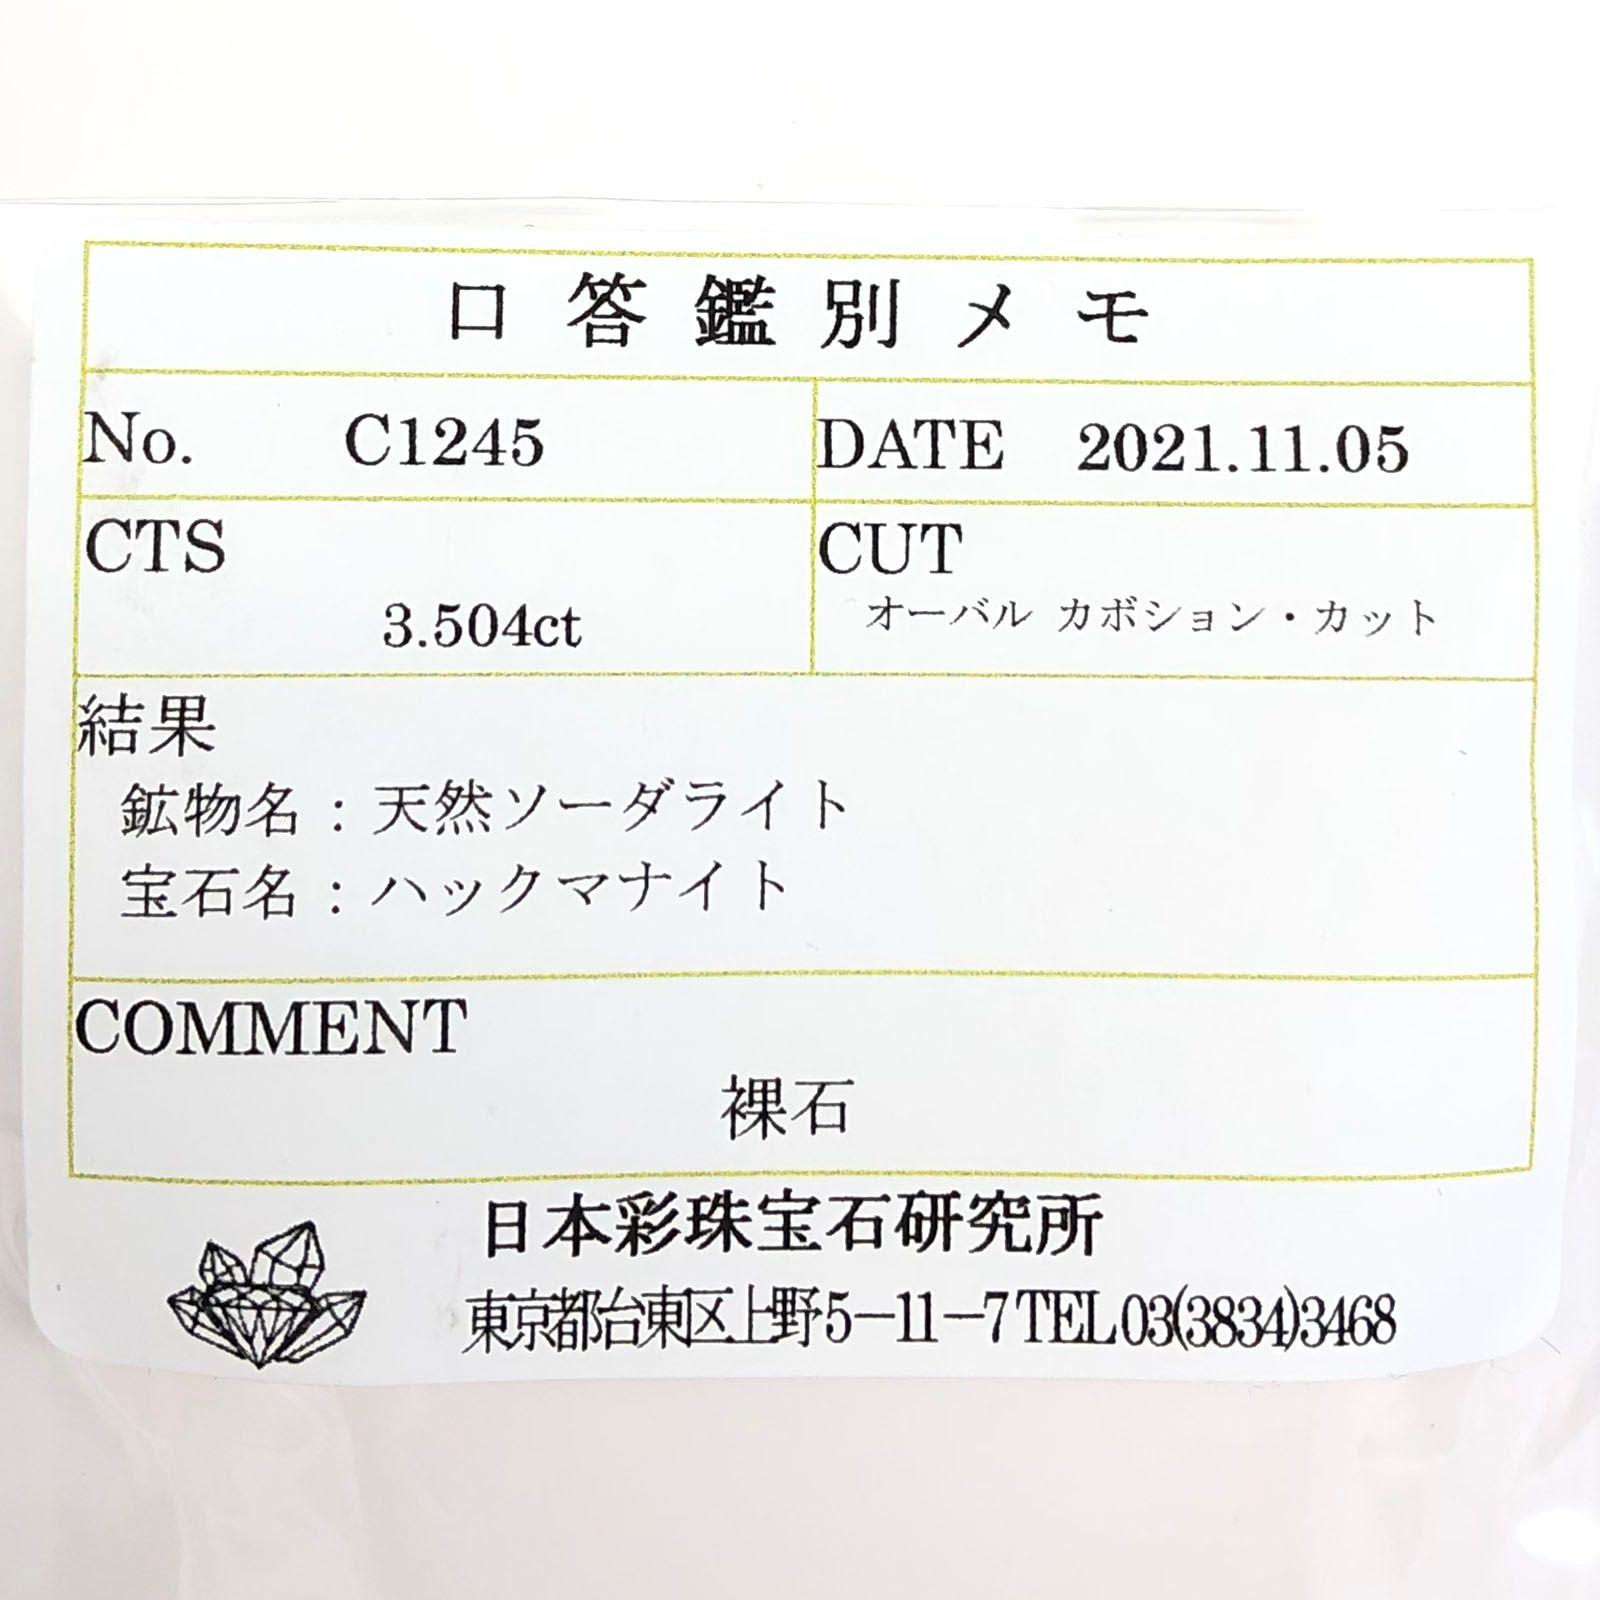 口答鑑別メモ
No. C1245
DATE 2021.11.05
CTS
3.504ct
CUT
オーバル カボション・カット
結果
鉱物名：天然ソーダライト
宝石名：ハックマナイト
COMMENT
裸石
日本彩珠宝石研究所
東京都台東区上野5－11－7 TEL 03(3834)3468